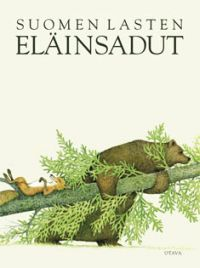 SUOMEN LASTEN
ELÄINSADUT
OTAVA